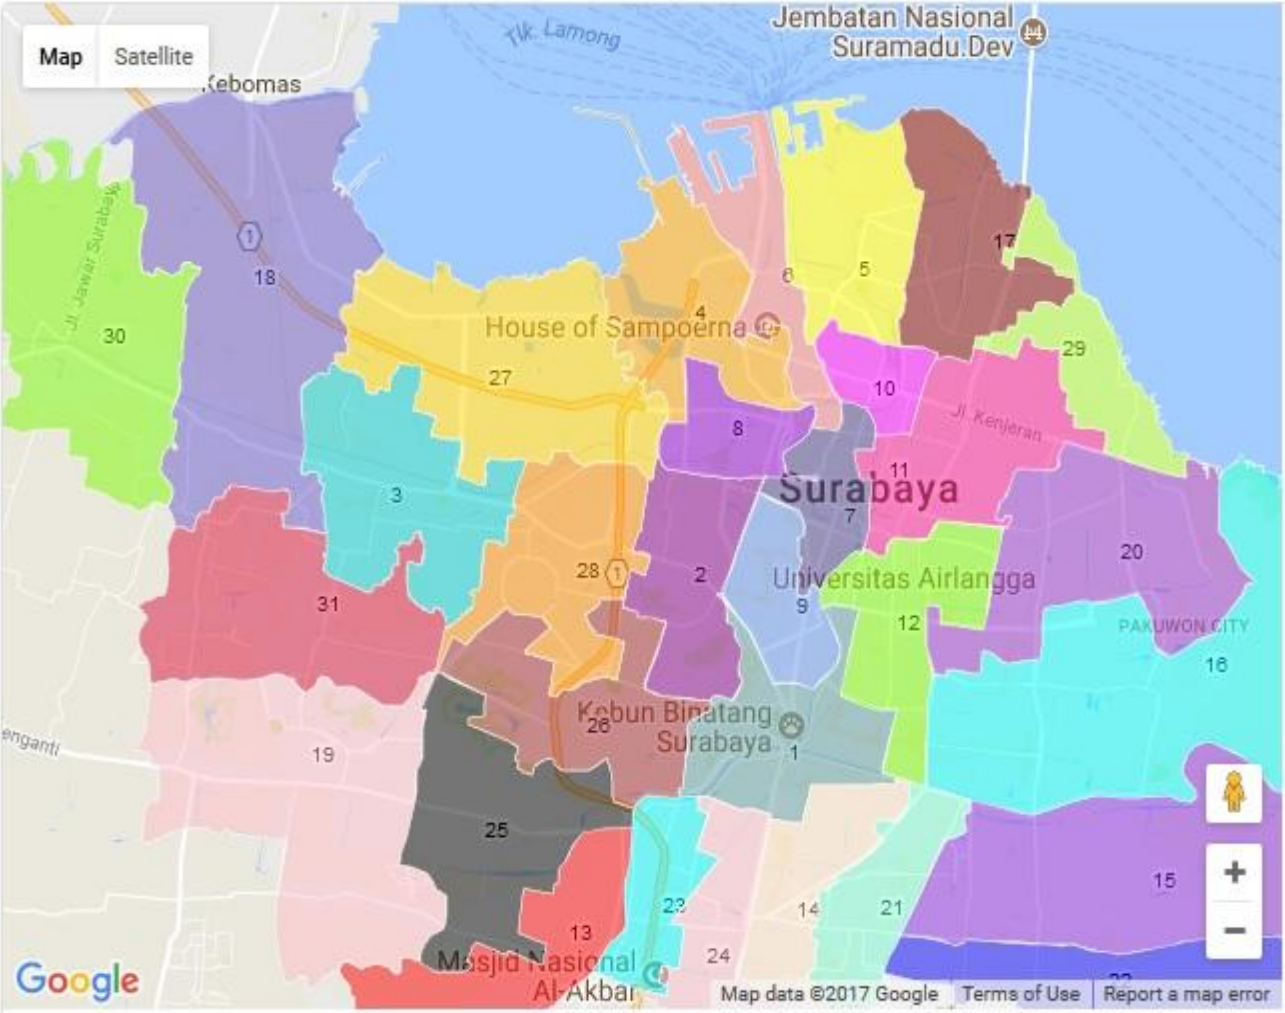 Jembatan Nasional
Suramadu.Dev
Tlk. Lamong
Map
Satellite
Kebomas
Jl. Jawar Surabaya
1
18
17
6
5
30
4
House of Sampoerna
29
27
10
8
Jl. Kenjeran
11
3
Surabaya
7
20
28
1
2
Universitas Airlangga
31
9
12
PAKUWON CITY
16
Kebun Binatang
Surabaya
26
enganti
19
1
25
15
23
14
21
13
24
Masjid Nasional
Al-Akbar
22
Google
Map data ©2017 Google
Terms of Use
Report a map error